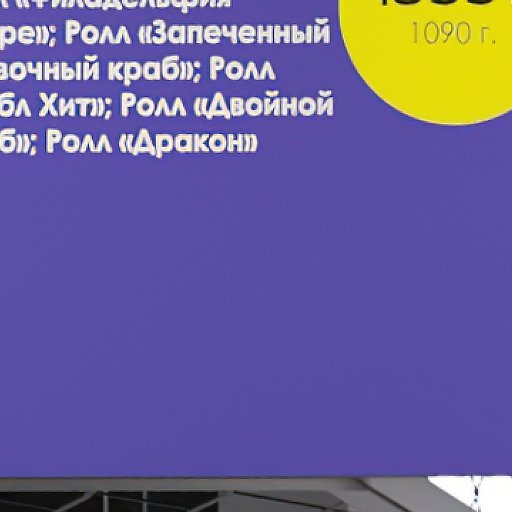 «Филадельфия
ре»; Ролл «Запеченный
вочный краб»; Ролл
бл Хит»; Ролл «Двойной
б»; Ролл «Дракон»
1090 г.